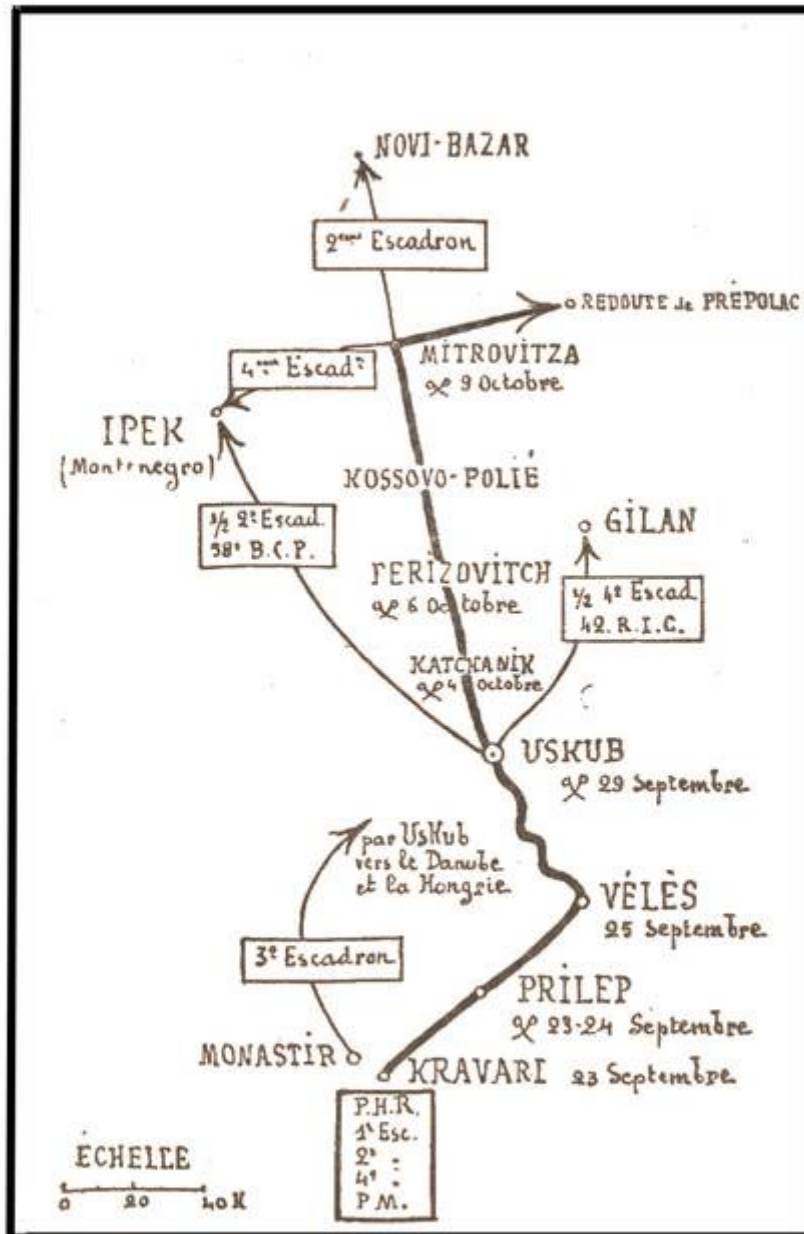 NOVI-BAZAR
2ème Escadron
REDOUTE de PRÉPOLAC
MITROVITZA
9 Octobre
4ème Escadn
IPEK
(Montenegro)
KOSSOVO-POLIÉ
1/2 2e Escad.
58e B.C.P.
GILAN
FERIZOVITCH
6 Octobre
1/2 4e Escad
42. R.I.C.
KATCHANIK
4 Octobre
USKUB
29 Septembre
par UsKub
vers le Danube
et la Hongrie
VÉLÈS
25 Septembre
3e Escadron
PRILEP
23-24 Septembre
MONASTIR
KRAVARI 23 Septembre
P.H.R.
1e Esc.
2e
4e
P.M.
ÉCHELLE
0 20 40 K